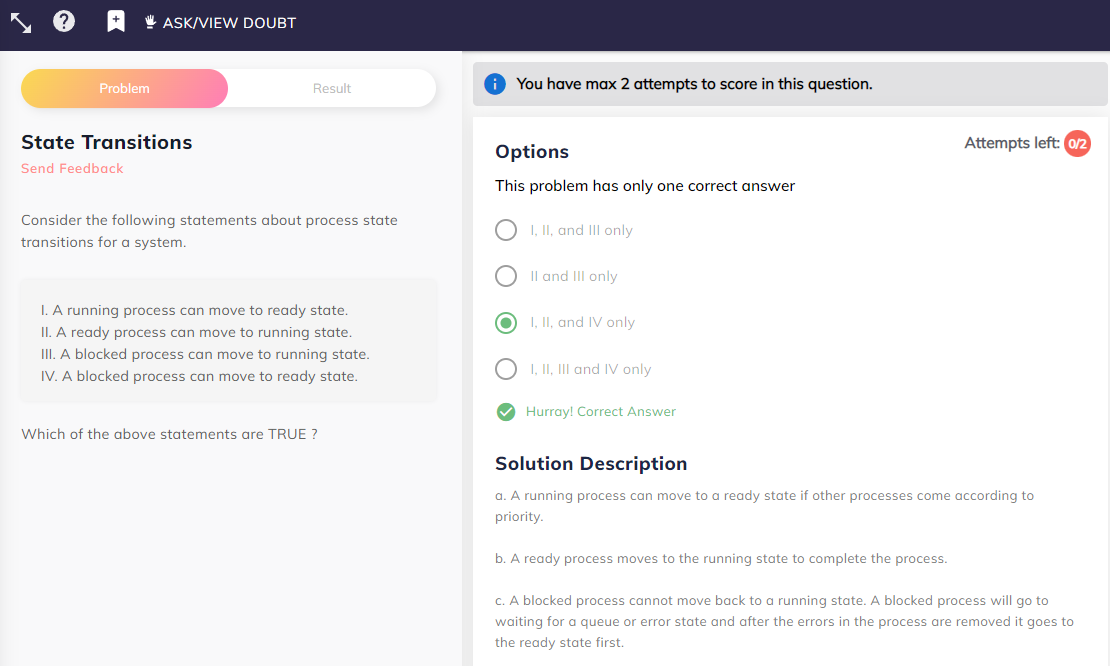 ASK/VIEW DOUBT
Problem
Result
State Transitions
Send Feedback
Consider the following statements about process state
transitions for a system.
I. A running process can move to ready state.
II. A ready process can move to running state.
III. A blocked process can move to running state.
IV. A blocked process can move to ready state.
Which of the above statements are TRUE ?
You have max 2 attempts to score in this question.
Attempts left: 0/2
Options
This problem has only one correct answer
I, II, and III only
II and III only
I, II, and IV only
I, II, III and IV only
Hurray! Correct Answer
Solution Description
a. A running process can move to a ready state if other processes come according to
priority.
b. A ready process moves to the running state to complete the process.
c. A blocked process cannot move back to a running state. A blocked process will go to
waiting for a queue or error state and after the errors in the process are removed it goes to
the ready state first.